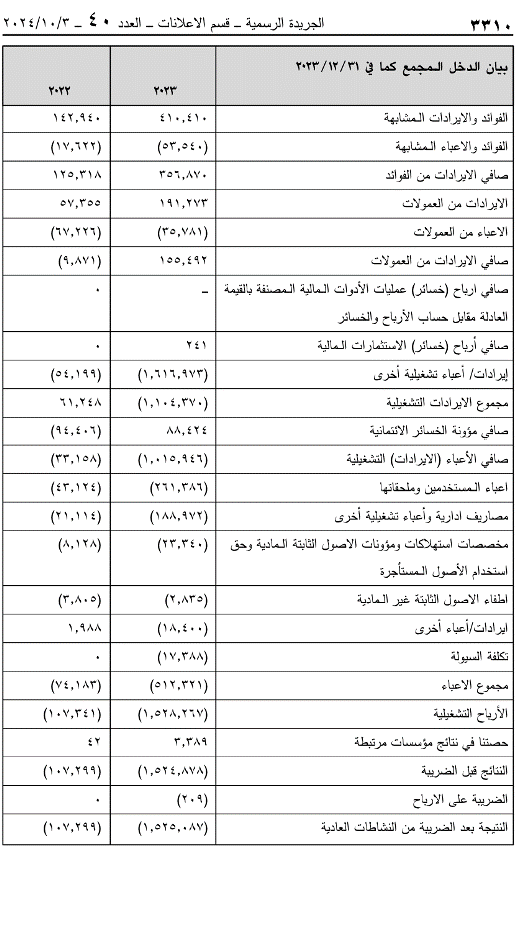 ٣٣١٠ الجريدة الرسمية – قسم الاعلانات – العدد ٤٠ – ٢٠٢٤/١٠/٣
بيان الدخل المجمع كما في ٢٠٢٣/١٢/٣١ ٢٠٢٣ ٢٠٢٢
الفوائد والايرادات المشابهة ٤١٠,٤١٠ ١٤٢,٩٤٠
الفوائد والاعباء المشابهة (٥٣,٥٤٠) (١٧,٦٢٢)
صافي الايرادات من الفوائد ٣٥٦,٨٧٠ ١٢٥,٣١٨
الايرادات من العمولات ١٩١,٢٧٣ ٥٧,٣٥٥
الاعباء من العمولات (٣٥,٧٨١) (٦٧,٢٢٦)
صافي الايرادات من العمولات ١٥٥,٤٩٢ (٩,٨٧١)
صافي ارباح (خسائر) عمليات الأدوات المالية المصنفة بالقيمة – ٠
العادلة مقابل حساب الأرباح والخسائر
صافي أرباح (خسائر) الاستثمارات المالية ٢٤١ ٠
إيرادات/ أعباء تشغيلية أخرى (١,٦١٦,٩٧٣) (٥٤,١٩٩)
مجموع الايرادات التشغيلية (١,١٠٤,٣٧٠) ٦١,٢٤٨
صافي مؤونة الخسائر الائتمانية ٨٨,٤٢٤ (٩٤,٤٠٦)
صافي الأعباء (الايرادات) التشغيلية (١,٠١٥,٩٤٦) (٣٣,١٥٨)
اعباء المستخدمين وملحقاتها (٢٦١,٣٨٦) (٤٣,١٢٤)
مصاريف ادارية وأعباء تشغيلية أخرى (١٨٨,٩٧٢) (٢١,١١٤)
مخصصات استهلاكات ومؤونات الاصول الثابتة المادية وحق (٢٣,٣٤٠) (٨,١٢٨)
استخدام الأصول المستأجرة
اطفاء الاصول الثابتة غير المادية (٢,٨٣٥) (٣,٨٠٥)
ايرادات/أعباء أخرى (١٨,٤٠٠) ١,٩٨٨
تكلفة السيولة (١٧,٣٨٨) ٠
مجموع الاعباء (٥١٢,٣٢١) (٧٤,١٨٣)
الأرباح التشغيلية (١,٥٢٨,٢٦٧) (١٠٧,٣٤١)
حصتنا في نتائج مؤسسات مرتبطة ٣,٣٨٩ ٤٢
النتائج قبل الضريبة (١,٥٢٤,٨٧٨) (١٠٧,٢٩٩)
الضريبة على الارباح (٢٠٩) ٠
النتيجة بعد الضريبة من النشاطات العادية (١,٥٢٥,٠٨٧) (١٠٧,٢٩٩)